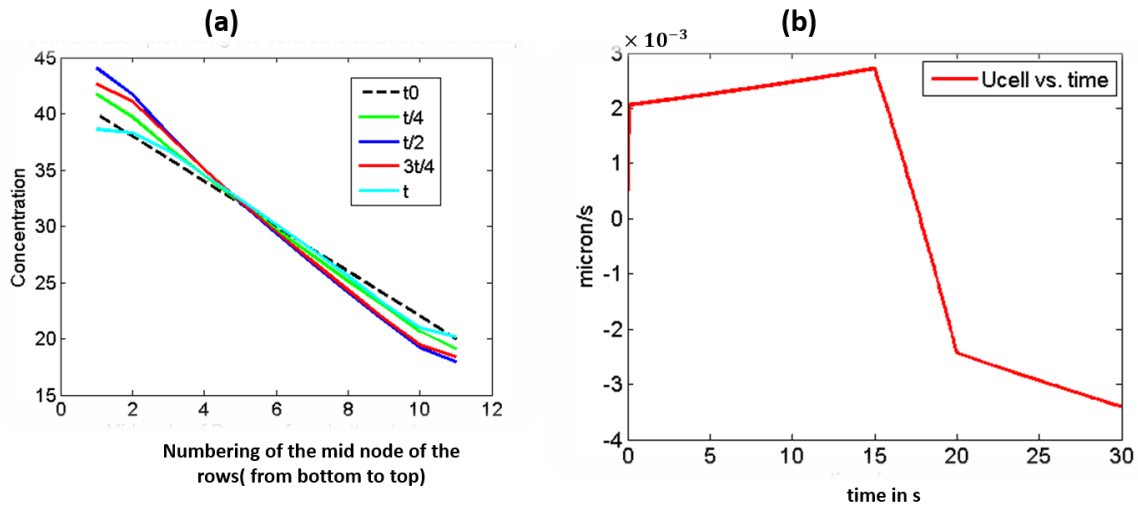 (a)
45
40
35
30
25
20
15
Concentration
0
2
4
6
8
10
12
t0
t/4
t/2
3t/4
t
Numbering of the mid node of the
rows( from bottom to top)
(b)
× 10⁻³
3
2
1
0
-1
-2
-3
-4
micron/s
0
5
10
15
20
25
30
Ucell vs. time
time in s